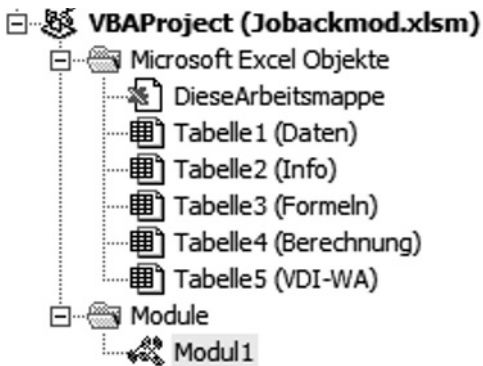 VBAProject (Jobackmod.xlsm)
Microsoft Excel Objekte
DieseArbeitsmappe
Tabelle1 (Daten)
Tabelle2 (Info)
Tabelle3 (Formeln)
Tabelle4 (Berechnung)
Tabelle5 (VDI-WA)
Module
Modul1